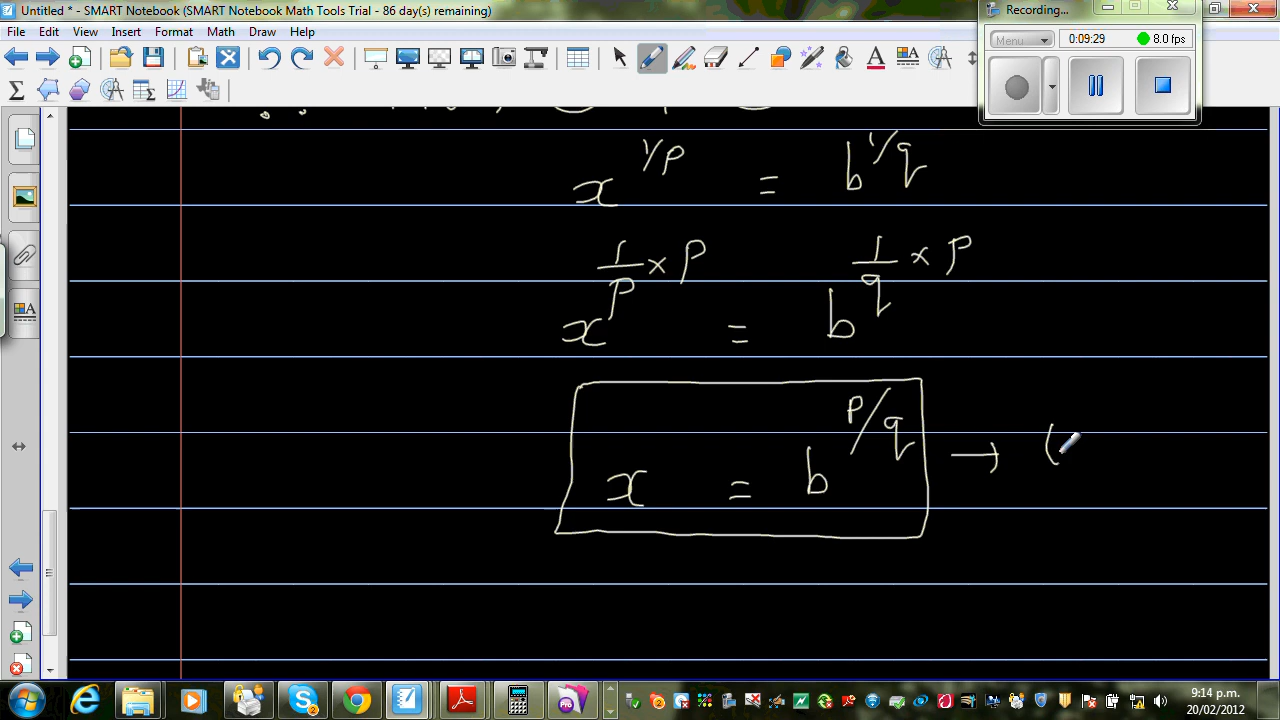 Untitled * - SMART Notebook (SMART Notebook Math Tools Trial - 86 day(s) remaining)
Recording...
File Edit View Insert Format Math Draw Help
Menu 0:09:29 8.0 fps
x^1/p = b^1/q
x^(1/p × p) = b^(1/q × p)
x = b^p/q → (
9:14 p.m.
20/02/2012